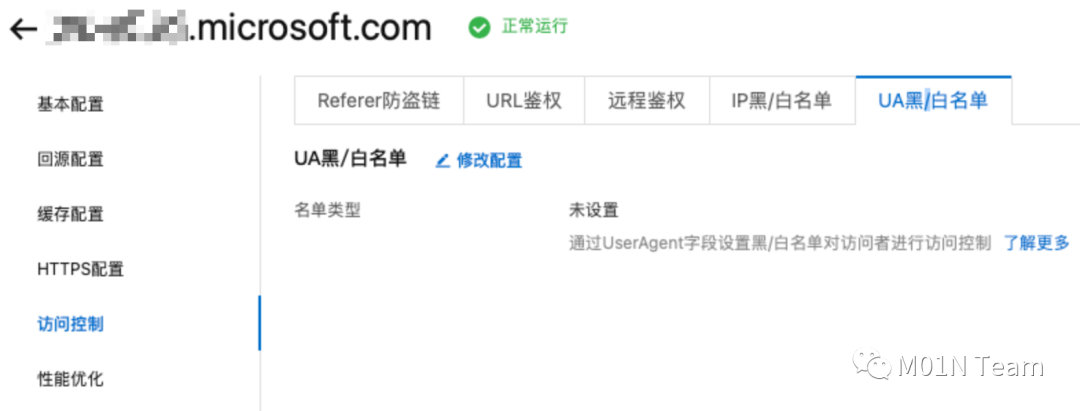 .microsoft.com 正常运行
基本配置
回源配置
缓存配置
HTTPS配置
访问控制
性能优化
Referer防盗链 URL鉴权 远程鉴权 IP黑/白名单 UA黑/白名单
UA黑/白名单 修改配置
名单类型 未设置
通过UserAgent字段设置黑/白名单对访问者进行访问控制 了解更多
M01N Team